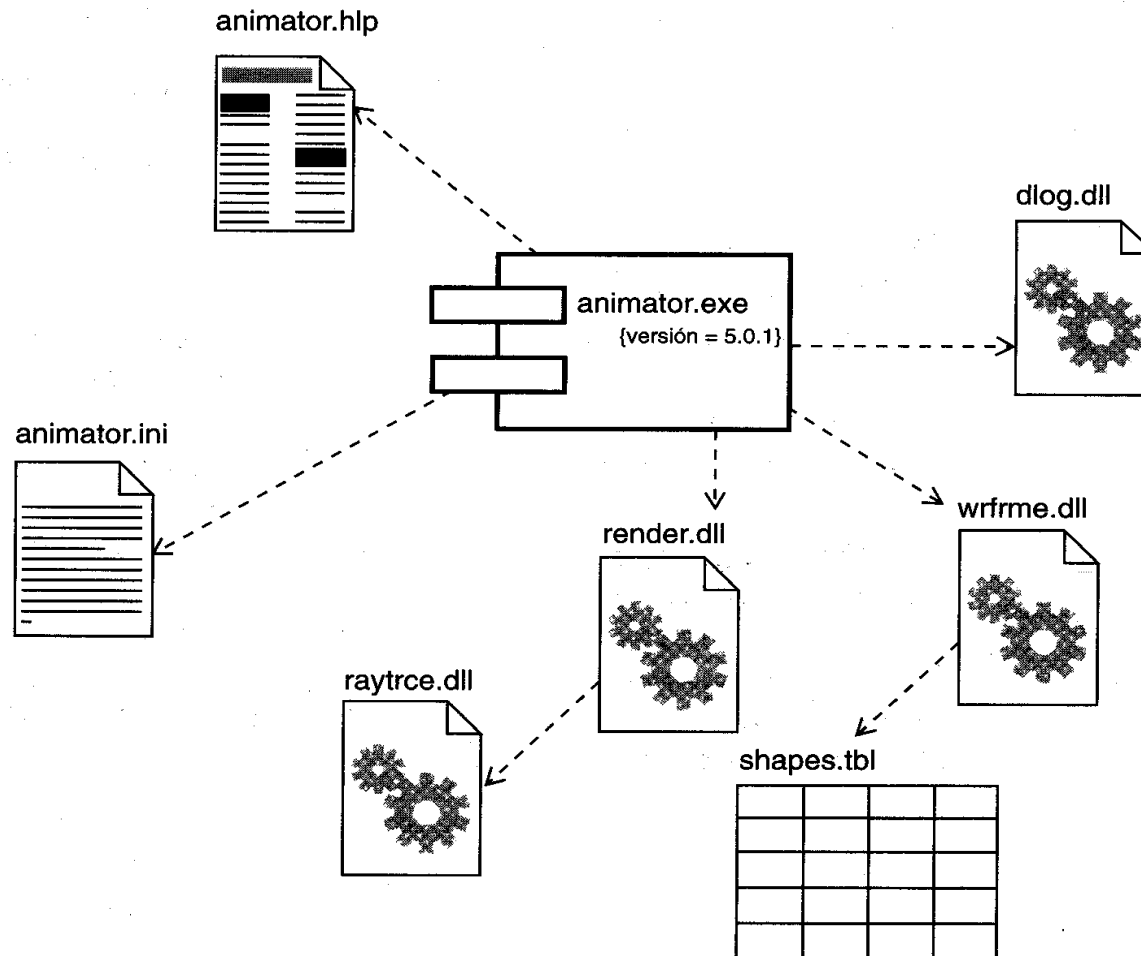 animator.hlp
dlog.dll
animator.exe
{versión = 5.0.1}
animator.ini
wrfrme.dll
render.dll
raytrce.dll
shapes.tbl